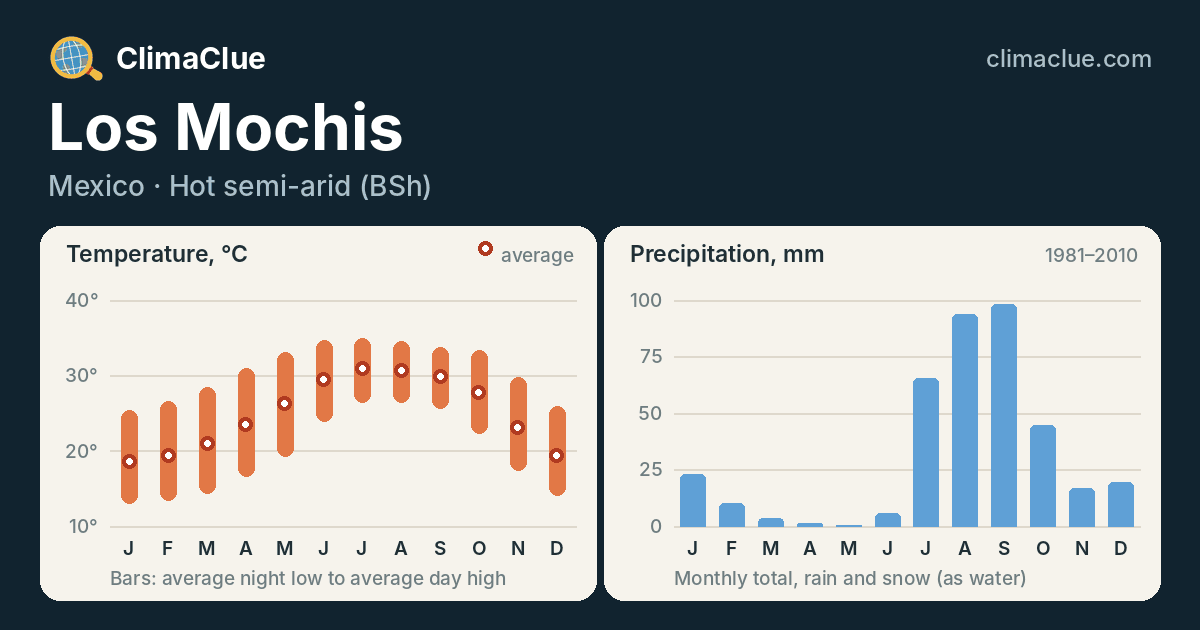 ClimaClue
climaclue.com
Los Mochis
Mexico · Hot semi-arid (BSh)
Temperature, °C
average
40°
30°
20°
10°
J F M A M J J A S O N D
Bars: average night low to average day high
Precipitation, mm
1981–2010
100
75
50
25
0
J F M A M J J A S O N D
Monthly total, rain and snow (as water)